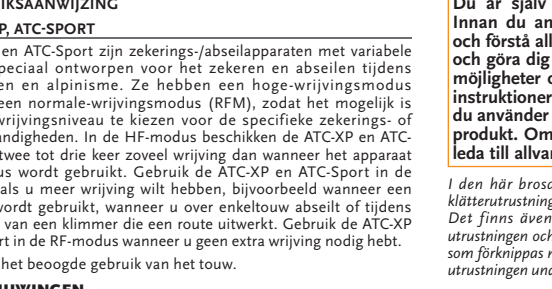 IKSAANWIJZING
P, ATC-SPORT
en ATC-Sport zijn zekerings-/abseilapparaten met variabele
peciaal ontworpen voor het zekeren en abseilen tijdens
en en alpinisme. Ze hebben een hoge-wrijvingsmodus
een normale-wrijvingsmodus (RFM), zodat het mogelijk is
wrijvingsniveau te kiezen voor de specifieke zekerings- of
andigheden. In de HF-modus beschikken de ATC-XP en ATC-
twee tot drie keer zoveel wrijving dan wanneer het apparaat
us wordt gebruikt. Gebruik de ATC-XP en ATC-Sport in de
als u meer wrijving wilt hebben, bijvoorbeeld wanneer een
wordt gebruikt, wanneer u over enkeltouw abseilt of tijdens
van een klimmer die een route uitwerkt. Gebruik de ATC-XP
rt in de RF-modus wanneer u geen extra wrijving nodig hebt.
het beoogde gebruik van het touw.
Du är själv
Innan du an
och förstå all
och göra dig
möjligheter o
instruktioner
du använder
produkt. Om
leda till allvar
I den här brosc
klätterutrustning
Det finns även
utrustningen och
som förknippas
utrustningen und